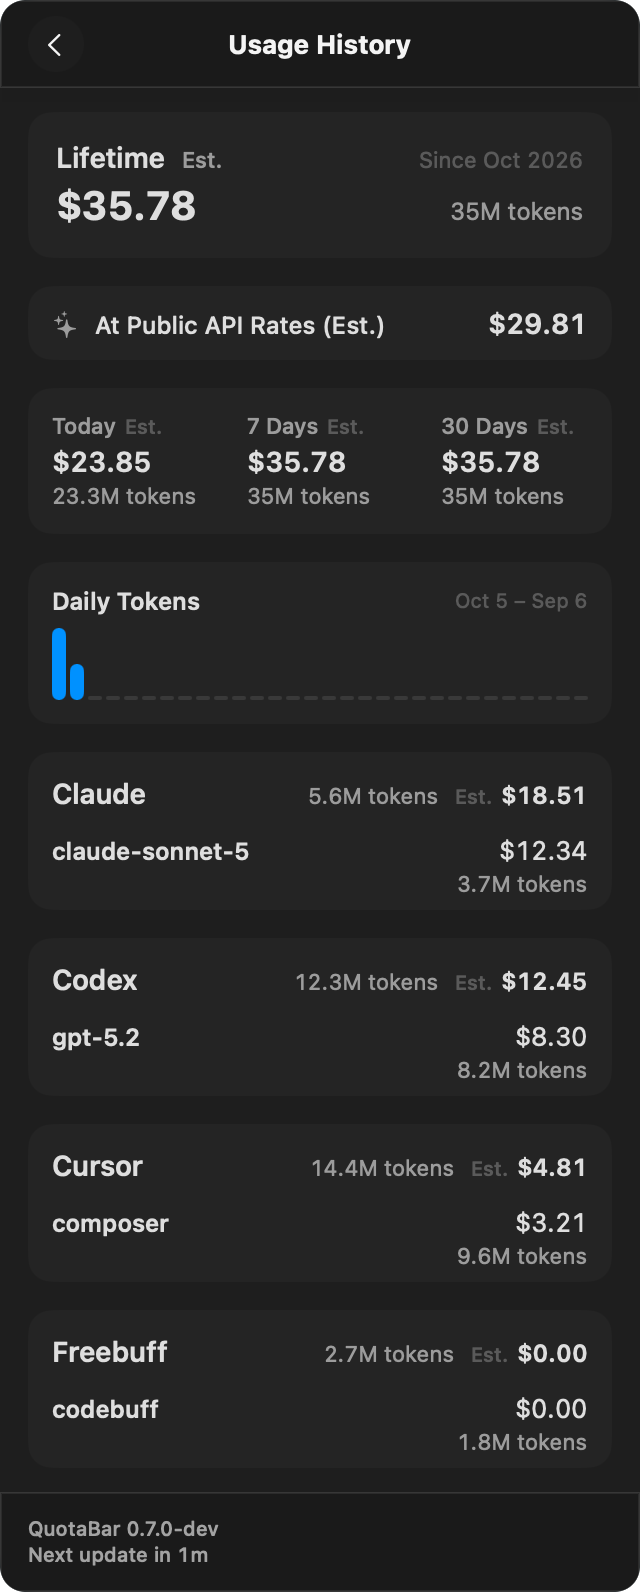 Usage History
Lifetime Est. Since Oct 2026
$35.78 35M tokens
At Public API Rates (Est.) $29.81
Today Est. 7 Days Est. 30 Days Est.
$23.85 $35.78 $35.78
23.3M tokens 35M tokens 35M tokens
Daily Tokens Oct 5 – Sep 6
Claude 5.6M tokens Est. $18.51
claude-sonnet-5 $12.34
3.7M tokens
Codex 12.3M tokens Est. $12.45
gpt-5.2 $8.30
8.2M tokens
Cursor 14.4M tokens Est. $4.81
composer $3.21
9.6M tokens
Freebuff 2.7M tokens Est. $0.00
codebuff $0.00
1.8M tokens
QuotaBar 0.7.0-dev
Next update in 1m